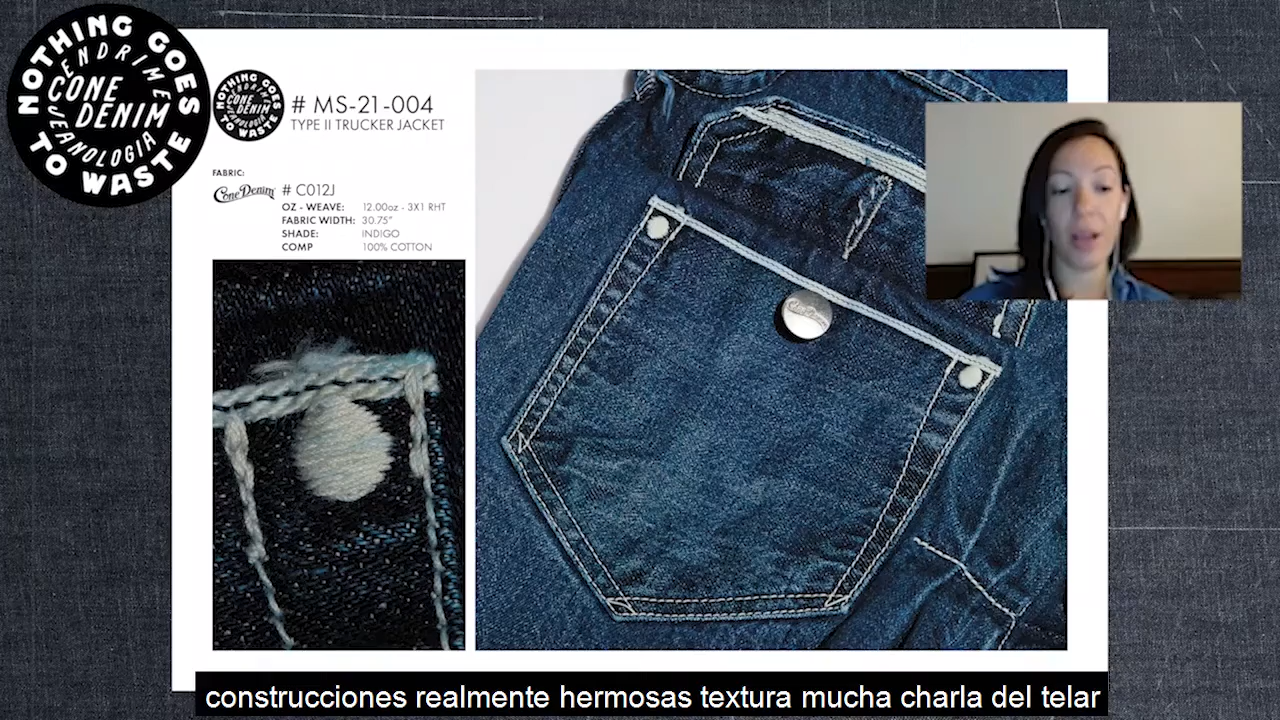 NOTHING GOES
ENDRIME
CONE
DENIM
JEANOLOGIA
TO WASTE
NOTHING GOES
ENDRIME
CONE
DENIM
JEANOLOGIA
TO WASTE
# MS-21-004
TYPE II TRUCKER JACKET
FABRIC:
Cone Denim # C012J
OZ - WEAVE: 12.00oz - 3X1 RHT
FABRIC WIDTH: 30.75"
SHADE: INDIGO
COMP 100% COTTON
Cone Denim
construcciones realmente hermosas textura mucha charla del telar